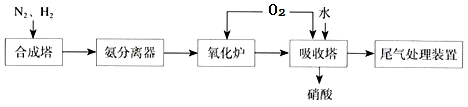 N₂、H₂
O₂
水
合成塔
氨分离器
氧化炉
吸收塔
尾气处理装置
硝酸